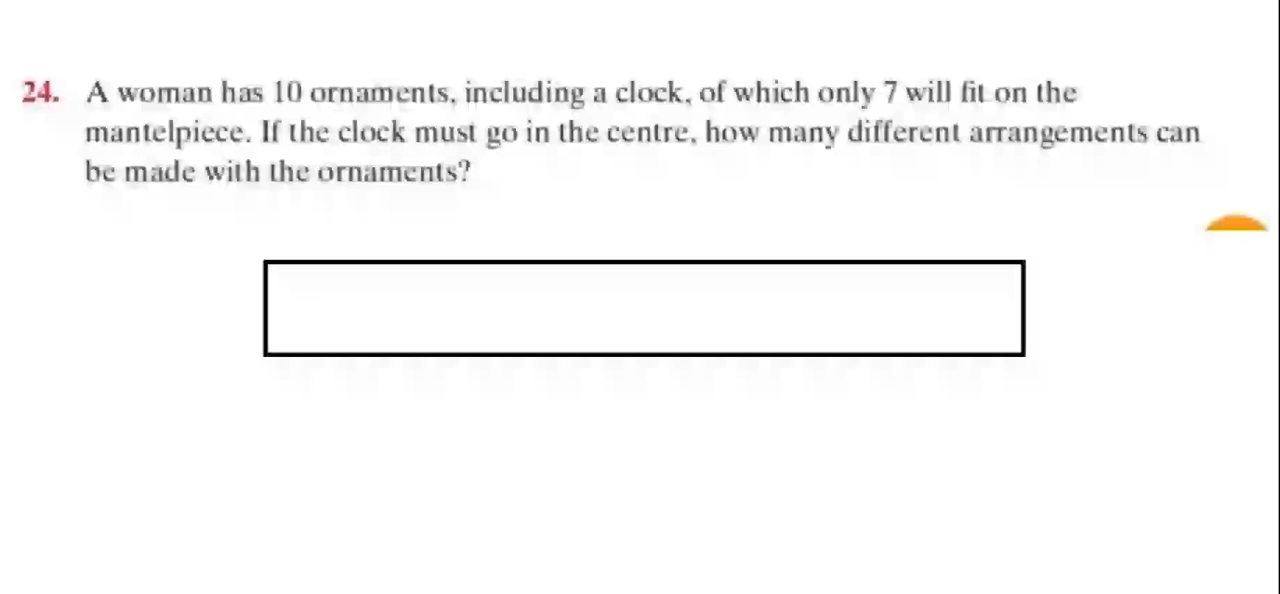 24. A woman has 10 ornaments, including a clock, of which only 7 will fit on the
mantelpiece. If the clock must go in the centre, how many different arrangements can
be made with the ornaments?